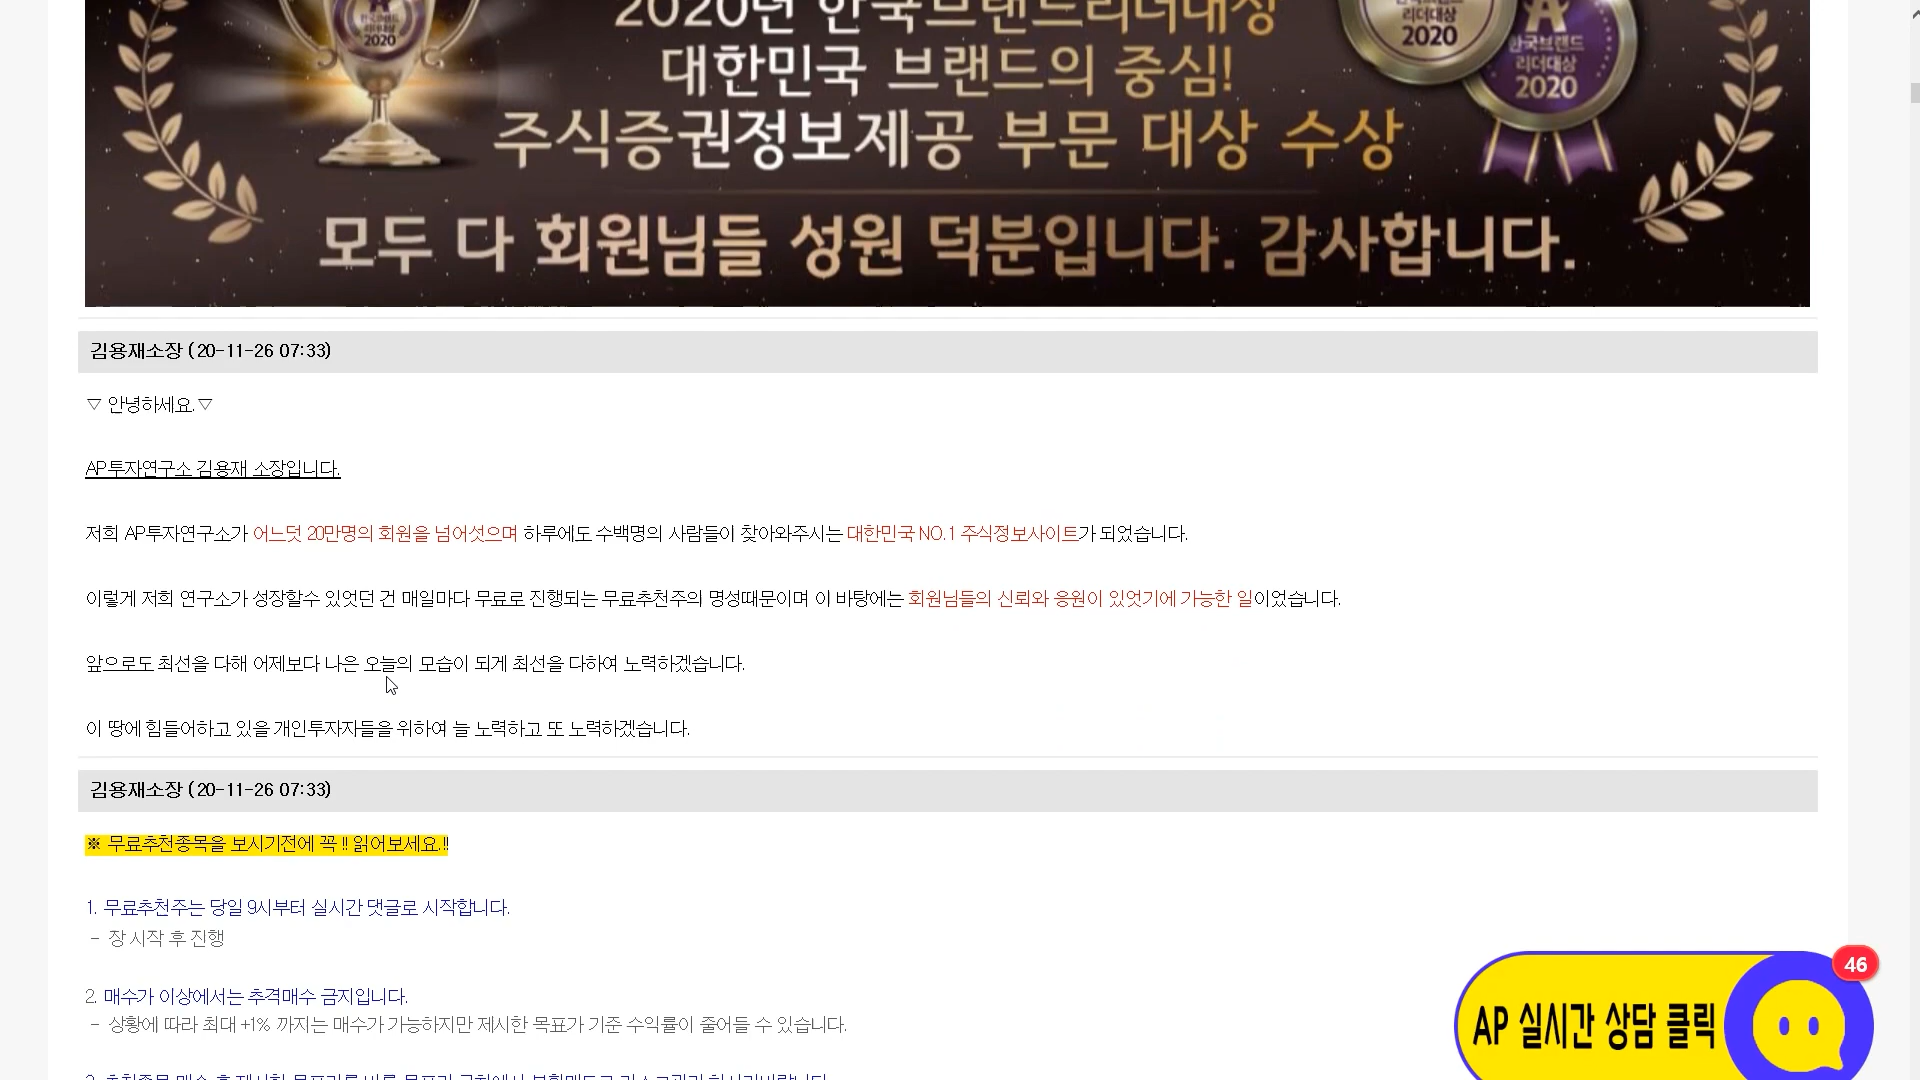 2020년 한국브랜드리더대상
대한민국 브랜드의 중심!
주식증권정보제공 부문 대상 수상
모두 다 회원님들 성원 덕분입니다. 감사합니다.
리더대상
2020
리더대상
2020
한국브랜드
리더대상
2020
김용재소장 (20-11-26 07:33)
▽ 안녕하세요.▽
AP투자연구소 김용재 소장입니다.
저희 AP투자연구소가 어느덧 20만명의 회원을 넘어섯으며 하루에도 수백명의 사람들이 찾아와주시는 대한민국 NO.1 주식정보사이트가 되었습니다.
이렇게 저희 연구소가 성장할수 있엇던 건 매일마다 무료로 진행되는 무료추천주의 명성때문이며 이 바탕에는 회원님들의 신뢰와 응원이 있엇기에 가능한 일이었습니다.
앞으로도 최선을 다해 어제보다 나은 오늘의 모습이 되게 최선을 다하여 노력하겠습니다.
이 땅에 힘들어하고 있을 개인투자자들을 위하여 늘 노력하고 또 노력하겠습니다.
김용재소장 (20-11-26 07:33)
※ 무료추천종목을 보시기전에 꼭 !! 읽어보세요.!!
1. 무료추천주는 당일 9시부터 실시간 댓글로 시작합니다.
- 장 시작 후 진행
2. 매수가 이상에서는 추격매수 금지입니다.
- 상황에 따라 최대 +1% 까지는 매수가 가능하지만 제시한 목표가 기준 수익률이 줄어들 수 있습니다.
AP 실시간 상담 클릭
46